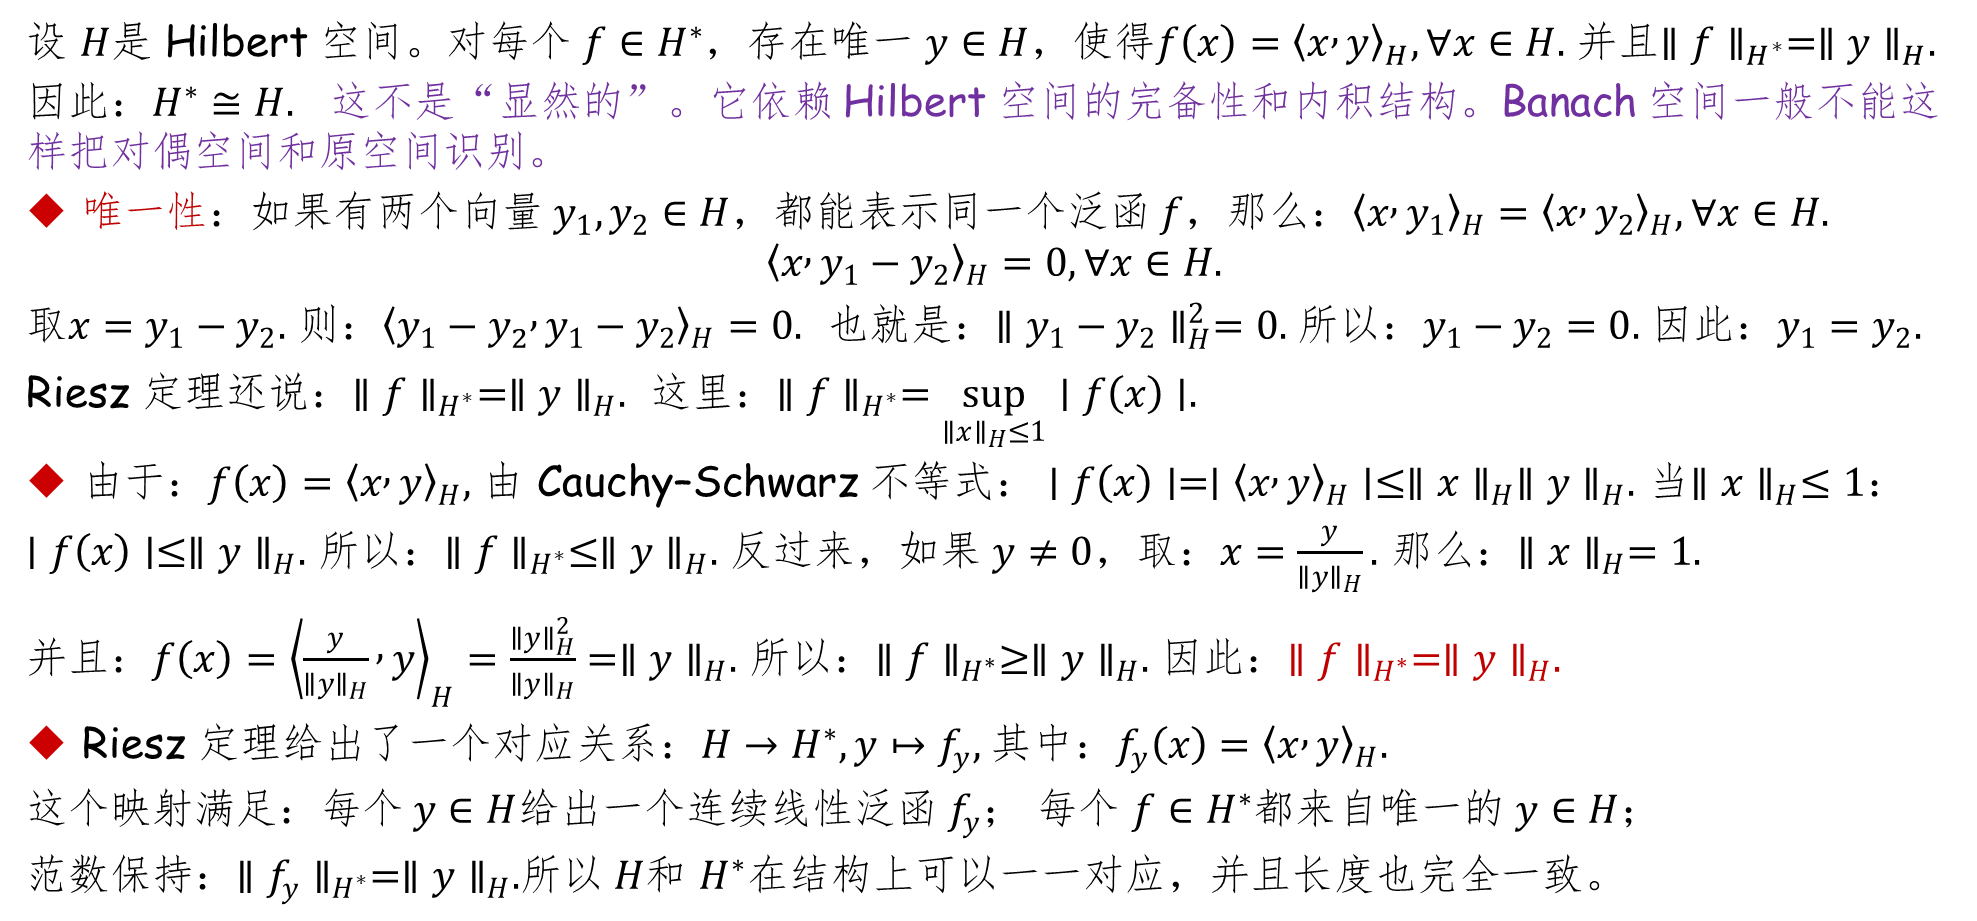 设 H是 Hilbert 空间。对每个 f ∈ H*，存在唯一 y ∈ H，使得f(x) = ⟨x, y⟩_H, ∀x ∈ H. 并且∥ f ∥_{H*}=∥ y ∥_H.
因此：H* ≅ H. 这不是“显然的”。它依赖 Hilbert 空间的完备性和内积结构。Banach 空间一般不能这
样把对偶空间和原空间识别。
◆ 唯一性：如果有两个向量 y_1, y_2 ∈ H，都能表示同一个泛函 f，那么：⟨x, y_1⟩_H = ⟨x, y_2⟩_H, ∀x ∈ H.
⟨x, y_1 − y_2⟩_H = 0, ∀x ∈ H.
取x = y_1 − y_2. 则：⟨y_1 − y_2, y_1 − y_2⟩_H = 0. 也就是：∥ y_1 − y_2 ∥_H^2= 0. 所以：y_1 − y_2 = 0. 因此：y_1 = y_2.
Riesz 定理还说：∥ f ∥_{H*}=∥ y ∥_H. 这里：∥ f ∥_{H*}= sup_{∥x∥_H≤1} ∣ f(x) ∣.
◆ 由于：f(x) = ⟨x, y⟩_H, 由 Cauchy-Schwarz 不等式：∣ f(x) ∣=∣ ⟨x, y⟩_H ∣≤∥ x ∥_H∥ y ∥_H. 当∥ x ∥_H≤ 1：
∣ f(x) ∣≤∥ y ∥_H. 所以：∥ f ∥_{H*}≤∥ y ∥_H. 反过来，如果 y ≠ 0，取：x = \frac{y}{∥y∥_H}. 那么：∥ x ∥_H= 1.
并且：f(x) = ⟨\frac{y}{∥y∥_H}, y⟩_H = \frac{∥y∥_H^2}{∥y∥_H} =∥ y ∥_H. 所以：∥ f ∥_{H*}≥∥ y ∥_H. 因此：∥ f ∥_{H*}=∥ y ∥_H.
◆ Riesz 定理给出了一个对应关系：H → H*, y ↦ f_y, 其中：f_y(x) = ⟨x, y⟩_H.
这个映射满足：每个 y ∈ H给出一个连续线性泛函 f_y； 每个 f ∈ H*都来自唯一的 y ∈ H；
范数保持：∥ f_y ∥_{H*}=∥ y ∥_H.所以 H和 H*在结构上可以一一对应，并且长度也完全一致。